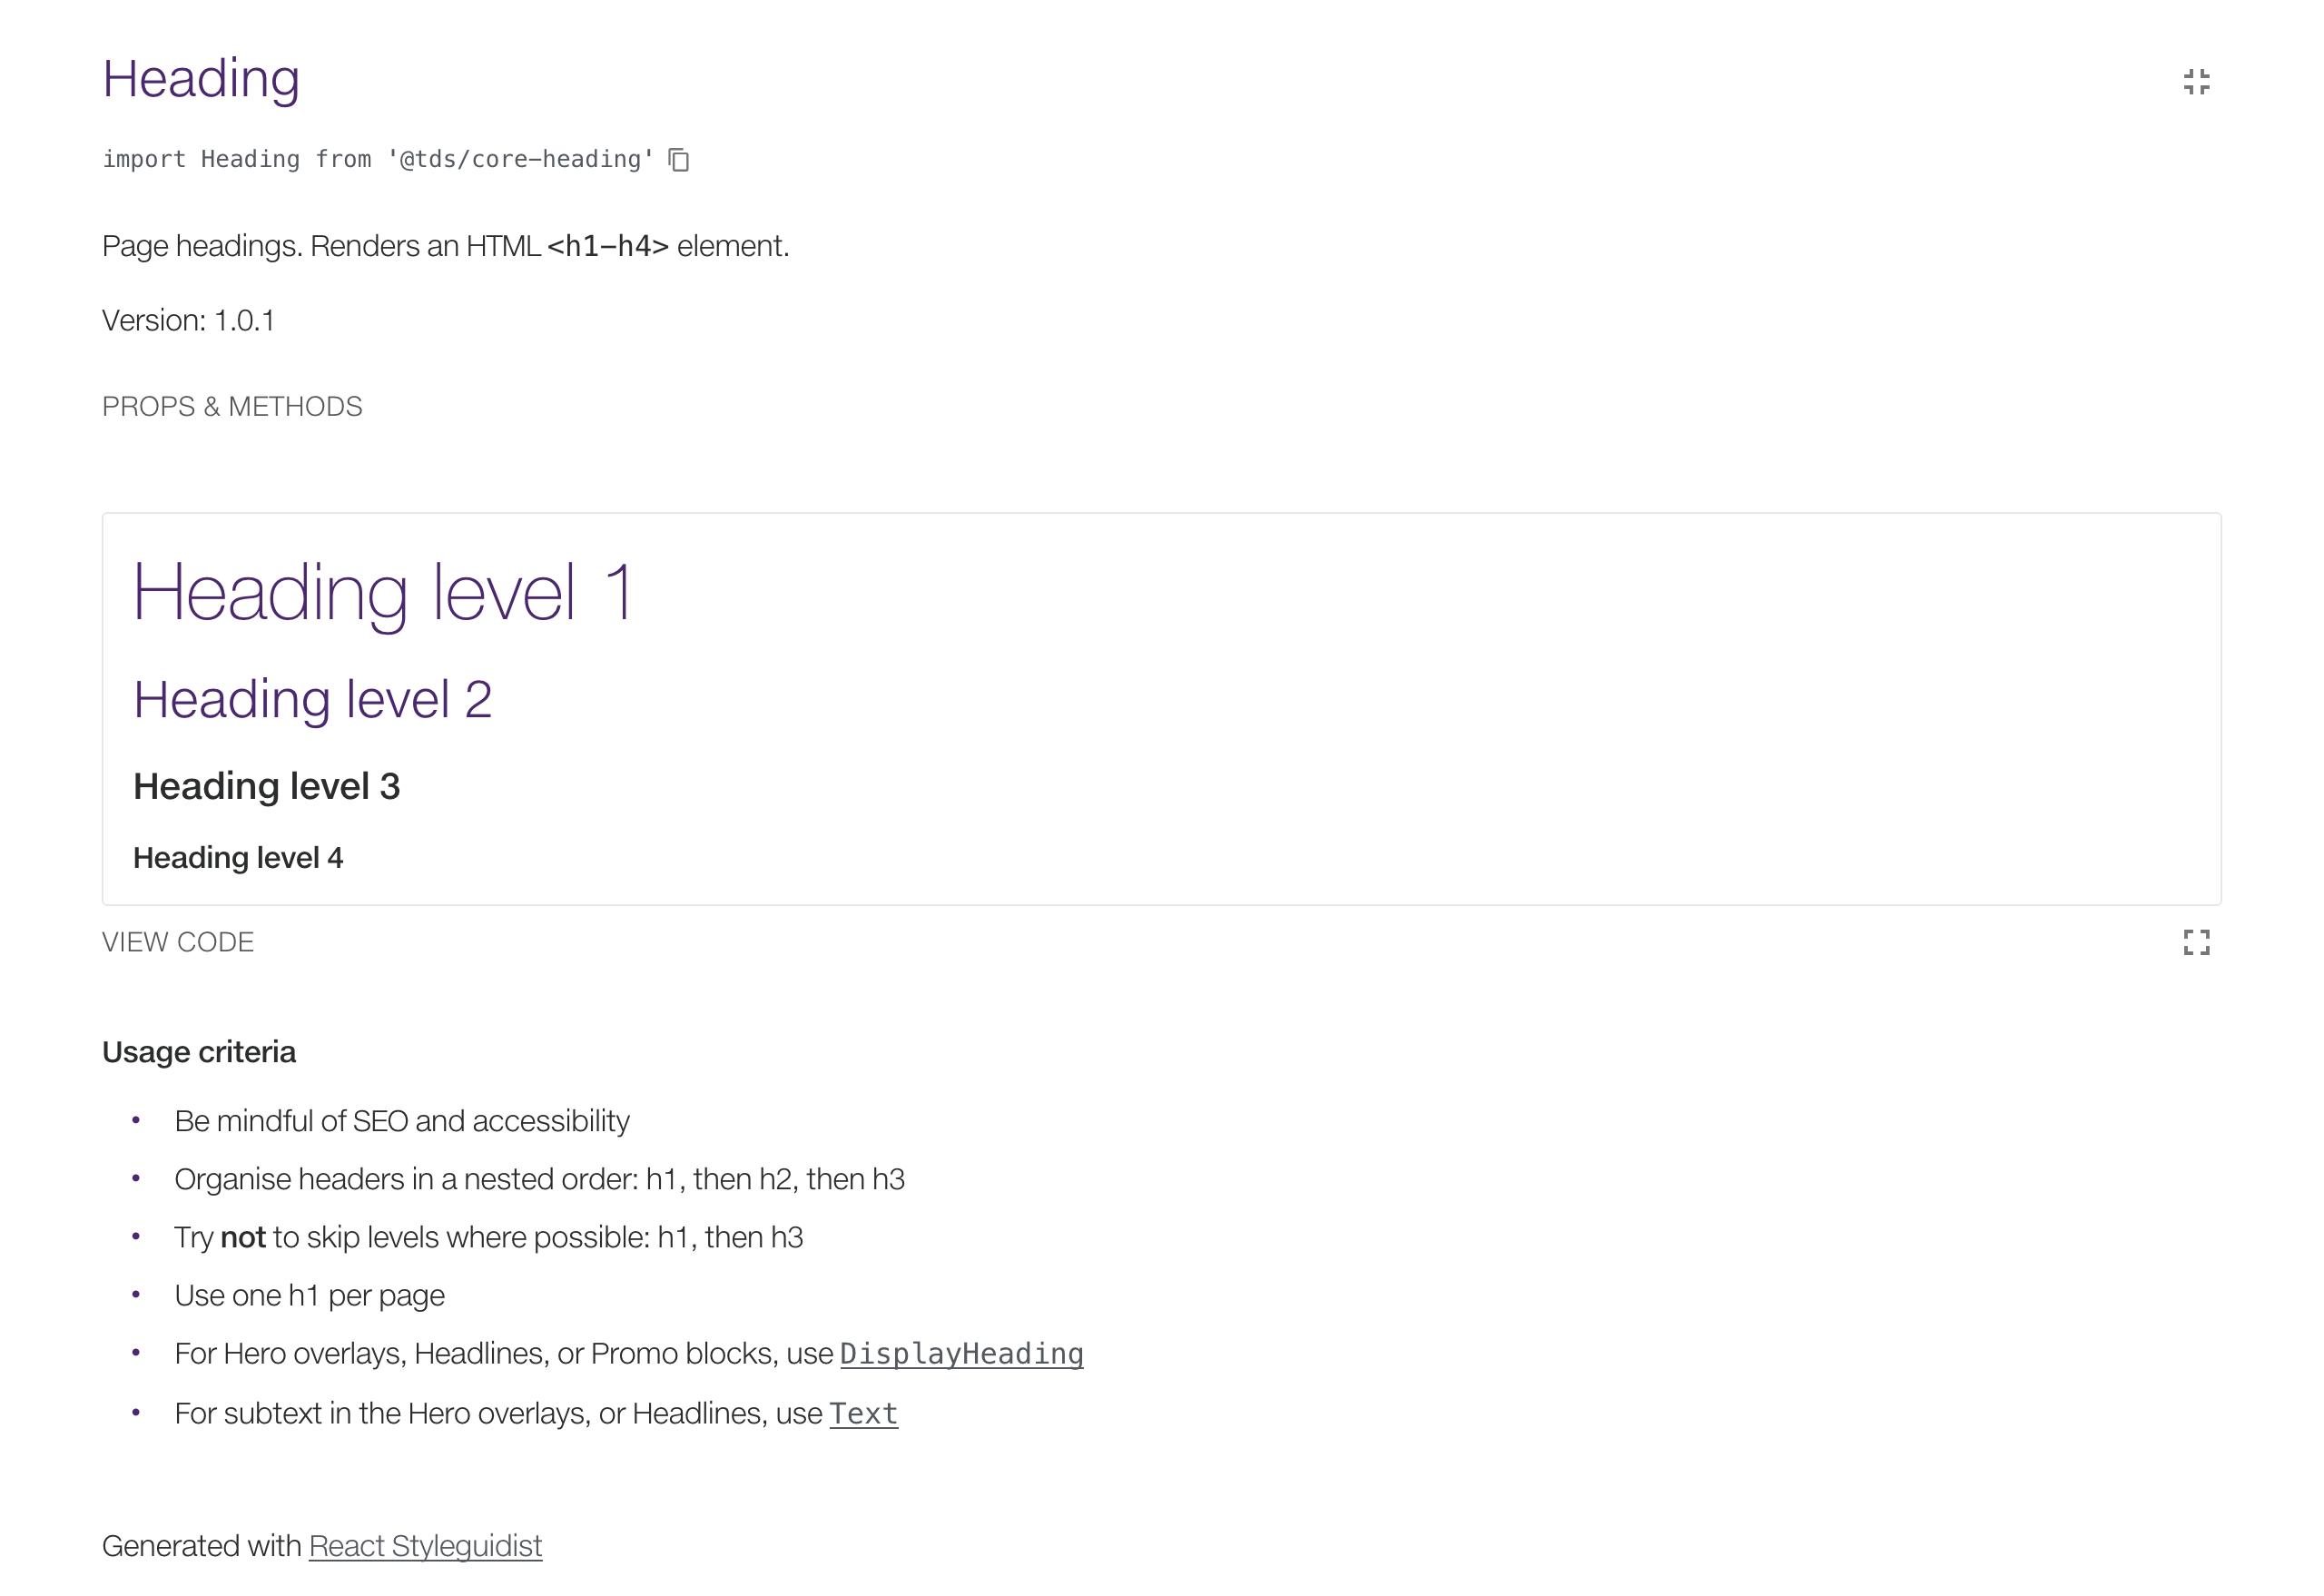 Heading
import Heading from '@tds/core-heading'
Page headings. Renders an HTML <h1-h4> element.
Version: 1.0.1
PROPS & METHODS
Heading level 1
Heading level 2
Heading level 3
Heading level 4
VIEW CODE
Usage criteria
• Be mindful of SEO and accessibility
• Organise headers in a nested order: h1, then h2, then h3
• Try not to skip levels where possible: h1, then h3
• Use one h1 per page
• For Hero overlays, Headlines, or Promo blocks, use DisplayHeading
• For subtext in the Hero overlays, or Headlines, use Text
Generated with React Styleguidist